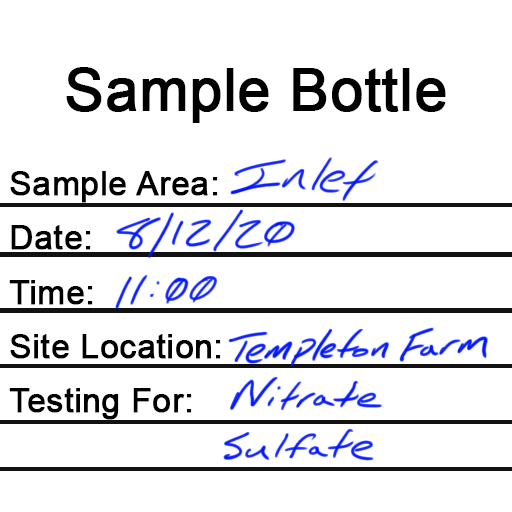 Sample Bottle
Sample Area: Inlet
Date: 8/12/20
Time: 11:00
Site Location: Templeton Farm
Testing For: Nitrate
Sulfate